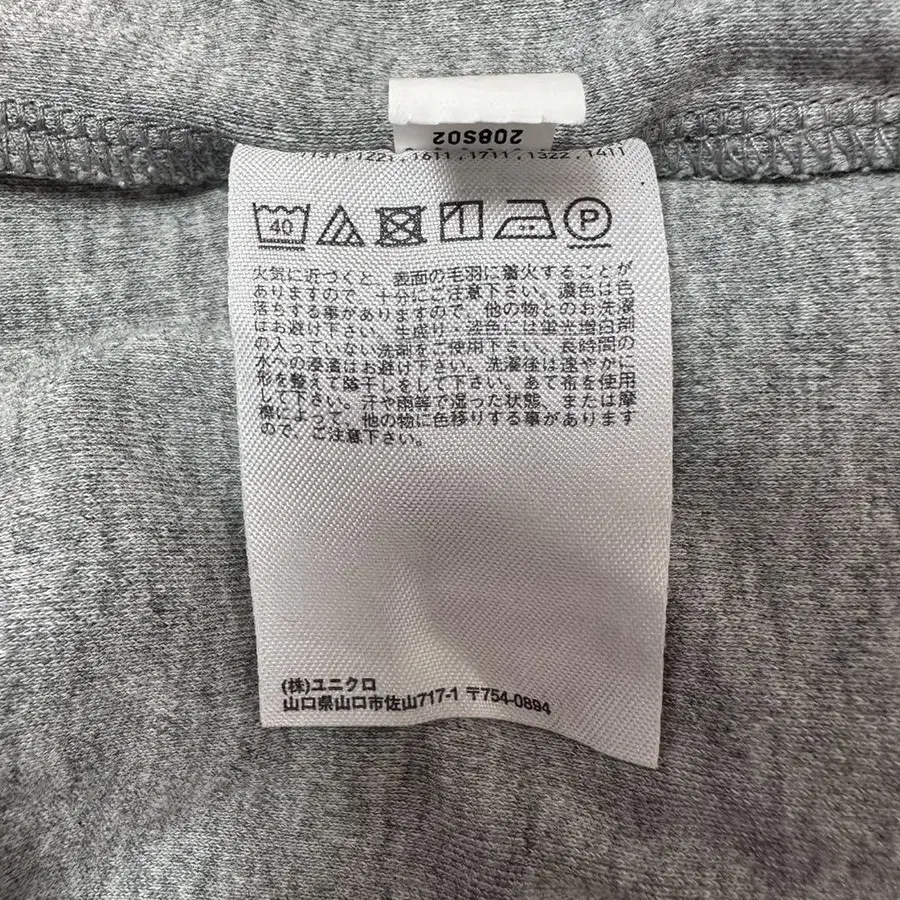 208S02
1131,1221,1611,1711,1322,1411
40 P
火気に近づくと、表面の毛羽に着火することが
ありますので、十分にご注意下さい。濃色は色
落ちする事がありますので、他の物とのお洗濯
はお避け下さい。生成り・淡色には蛍光増白剤
の入っていない洗剤をご使用下さい。長時間の
水への浸漬はお避け下さい。洗濯後は速やかに
形を整えて陰干しをして下さい。あて布を使用
して下さい。汗や雨等で湿った状態、または摩
擦によって、他の物に色移りする事があります
ので、ご注意下さい。
(株)ユニクロ
山口県山口市佐山717-1 〒754-0894